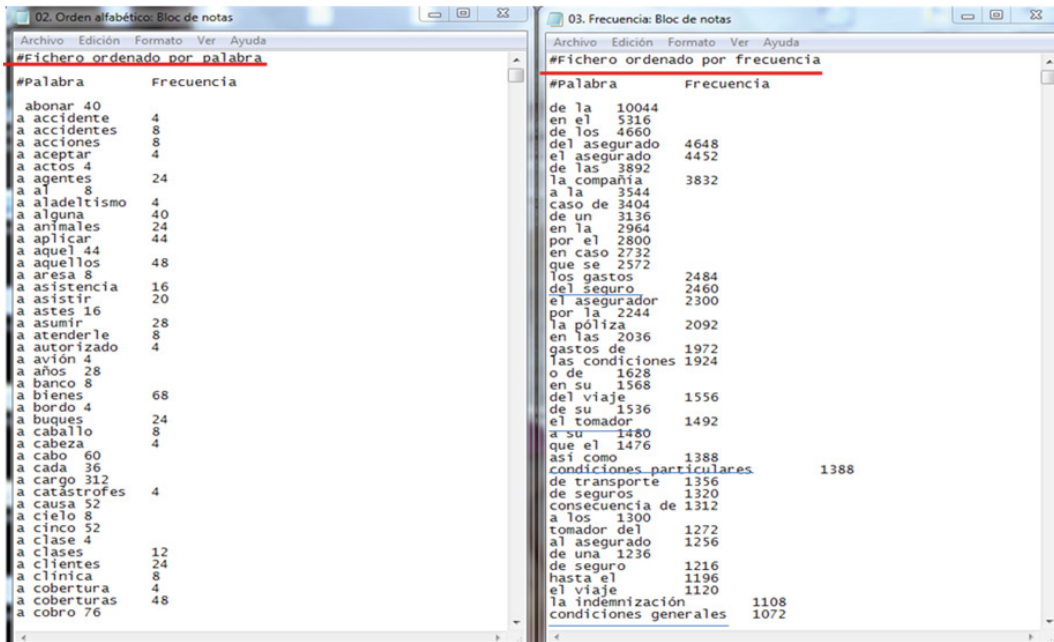 02. Orden alfabético: Bloc de notas
Archivo Edición Formato Ver Ayuda
#Fichero ordenado por palabra
#Palabra Frecuencia
abonar 40
a accidente 4
a accidentes 8
a acciones 8
a aceptar 4
a actos 4
a agentes 24
a al 8
a aladeltismo 4
a alguna 40
a animales 24
a aplicar 44
a aquel 44
a aquellos 48
a aresa 8
a asistencia 16
a asistir 20
a astes 16
a asumir 28
a atenderle 8
a autorizado 4
a avión 4
a años 28
a banco 8
a bienes 68
a bordo 4
a buques 24
a caballo 8
a cabeza 4
a cabo 60
a cada 36
a cargo 312
a catástrofes 4
a causa 52
a cielo 8
a cinco 52
a clase 4
a clases 12
a clientes 24
a clínica 8
a cobertura 4
a coberturas 48
a cobro 76
03. Frecuencia: Bloc de notas
Archivo Edición Formato Ver Ayuda
#Fichero ordenado por frecuencia
#Palabra Frecuencia
de la 10044
en el 5316
de los 4660
del asegurado 4648
el asegurado 4452
de las 3892
la compañía 3832
a la 3544
caso de 3404
de un 3136
en la 2964
por el 2800
en caso 2732
que se 2572
los gastos 2484
del seguro 2460
el asegurador 2300
por la 2244
la póliza 2092
en las 2036
gastos de 1972
las condiciones 1924
o de 1628
en su 1568
del viaje 1556
de su 1536
el tomador 1492
a su 1480
que el 1476
así como 1388
condiciones particulares 1388
de transporte 1356
de seguros 1320
consecuencia de 1312
a los 1300
tomador del 1272
al asegurado 1256
de una 1236
de seguro 1216
hasta el 1196
el viaje 1120
la indemnización 1108
condiciones generales 1072